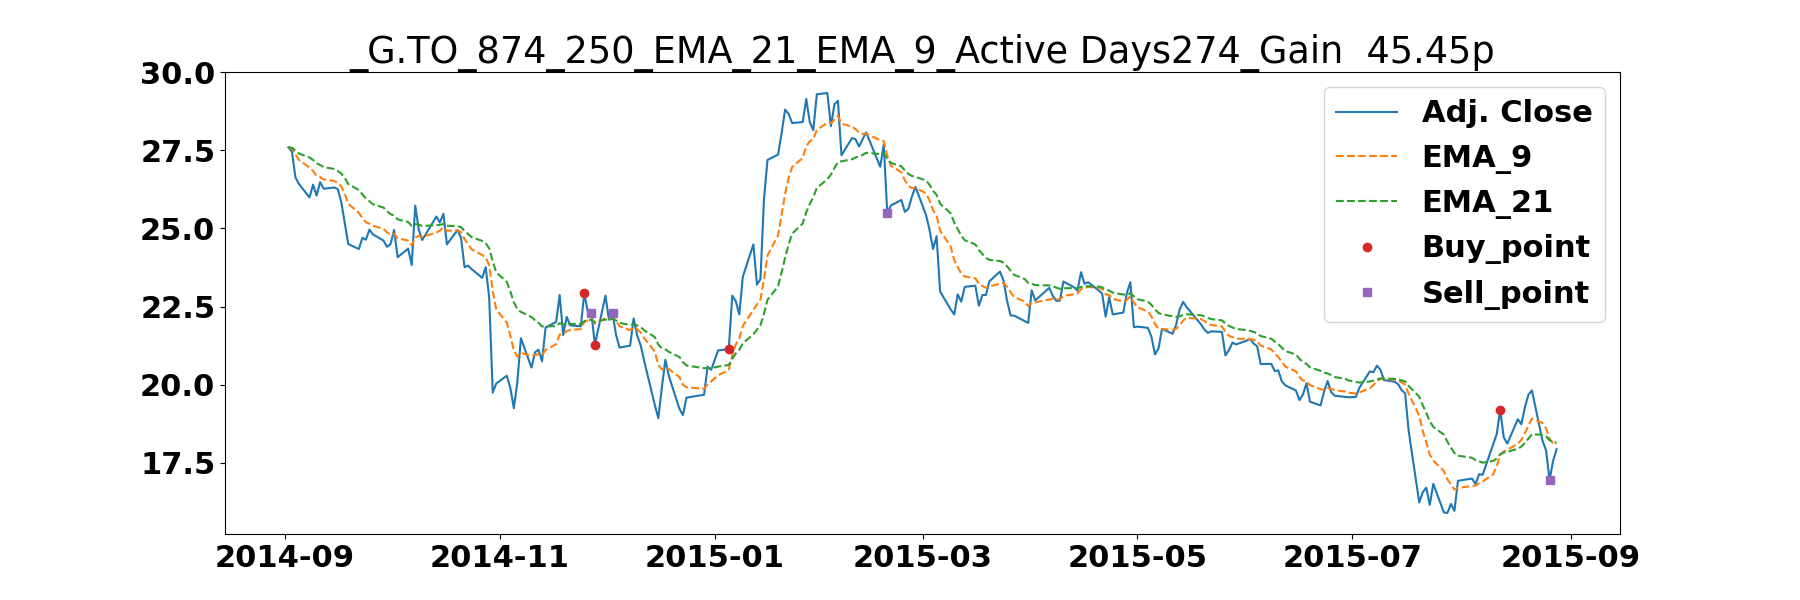 _G.TO_874_250_EMA_21_EMA_9_Active Days274_Gain  45.45p
30.0
27.5
25.0
22.5
20.0
17.5
Adj. Close
EMA_9
EMA_21
Buy_point
Sell_point
2014-09 2014-11 2015-01 2015-03 2015-05 2015-07 2015-09